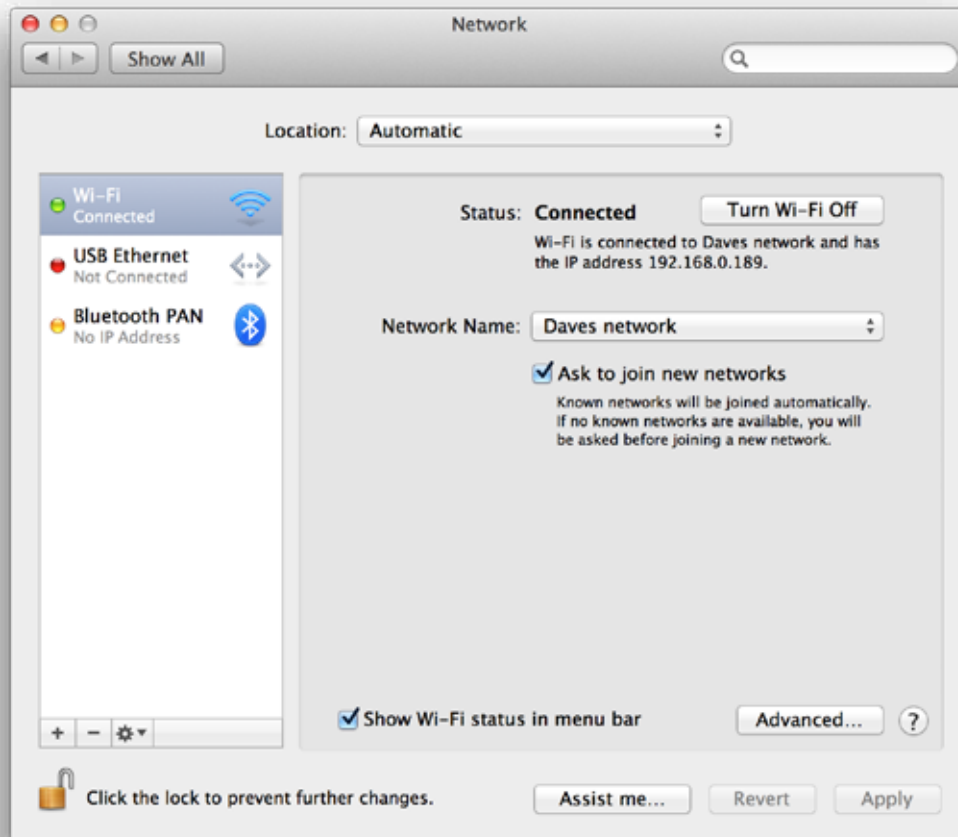 Network
Show All
Location: Automatic
Wi-Fi
Connected
USB Ethernet
Not Connected
Bluetooth PAN
No IP Address
Status: Connected
Turn Wi-Fi Off
Wi-Fi is connected to Daves network and has
the IP address 192.168.0.189.
Network Name: Daves network
Ask to join new networks
Known networks will be joined automatically.
If no known networks are available, you will
be asked before joining a new network.
Show Wi-Fi status in menu bar
Advanced...
?
Click the lock to prevent further changes.
Assist me...
Revert
Apply